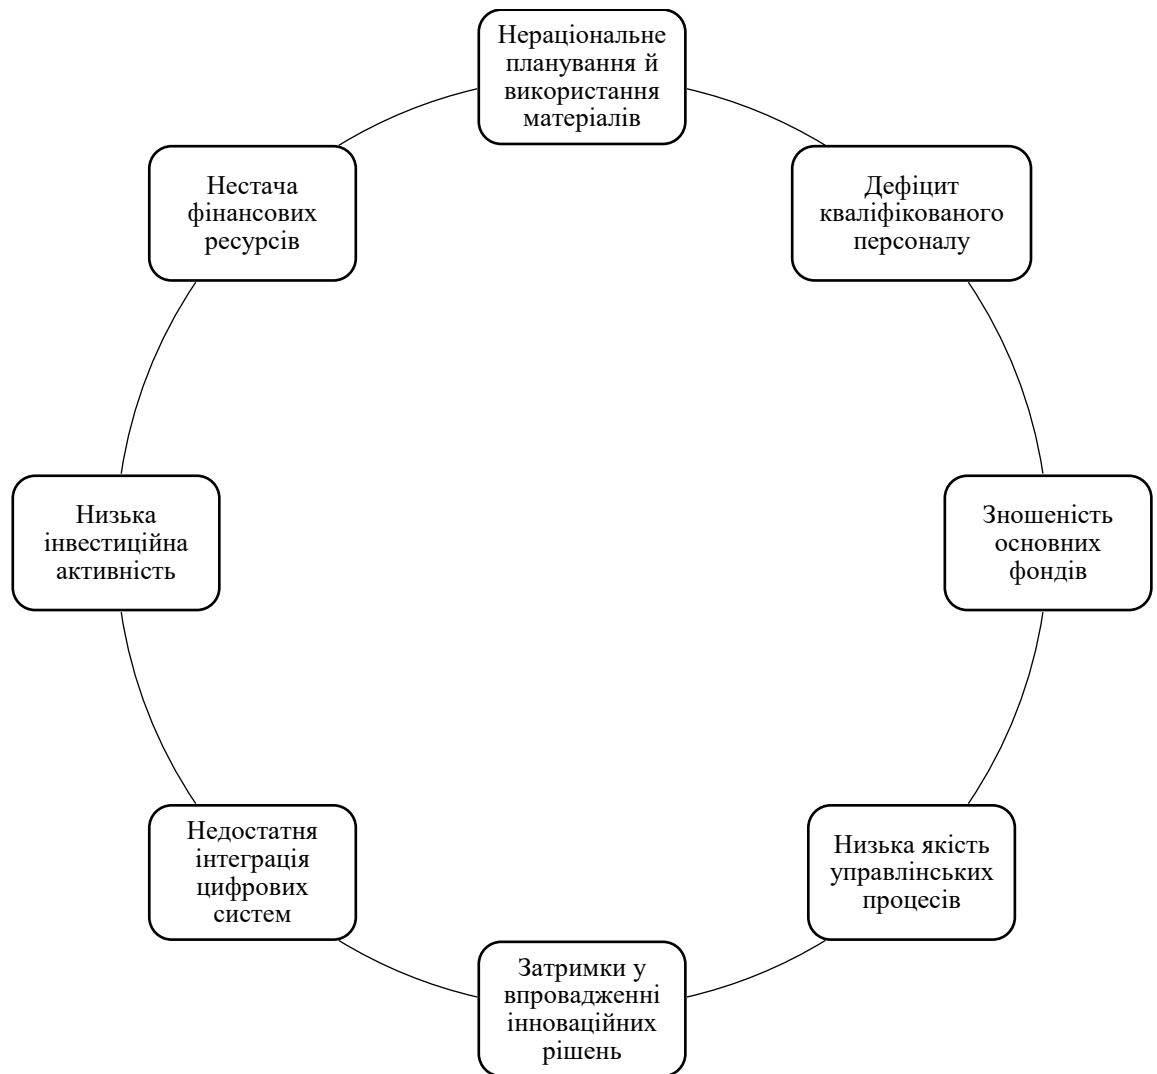 Нераціональне
планування й
використання
матеріалів
Дефіцит
кваліфікованого
персоналу
Зношеність
основних
фондів
Низька якість
управлінських
процесів
Затримки у
впровадженні
інноваційних
рішень
Недостатня
інтеграція
цифрових
систем
Низька
інвестиційна
активність
Нестача
фінансових
ресурсів